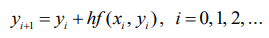 y_{i+1} = y_i + hf(x_i, y_i), i = 0, 1, 2, ...